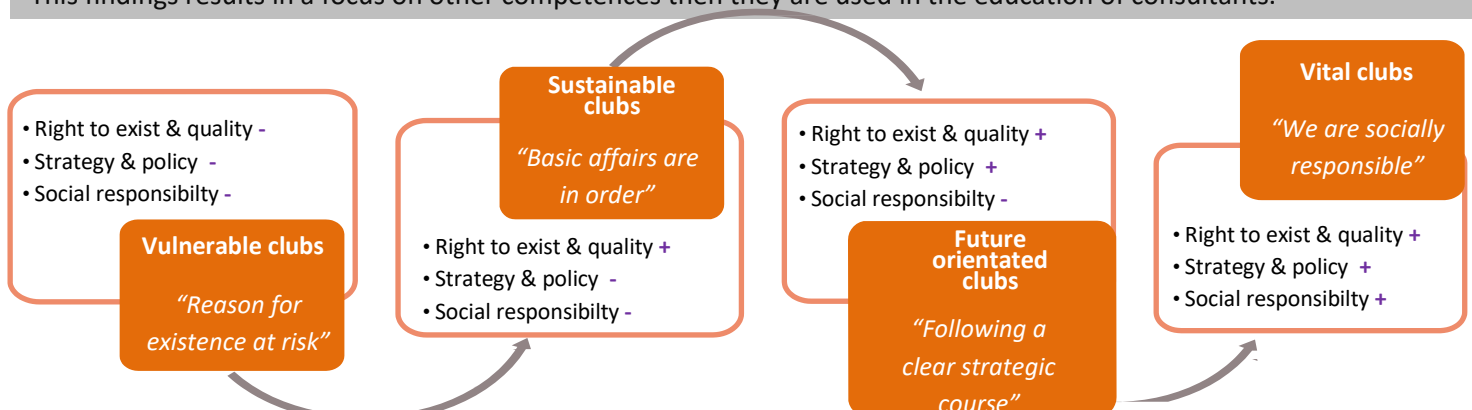 This findings results in a focus on other competences then they are used in the education of consultants.
• Right to exist & quality -
• Strategy & policy -
• Social responsibilty -
Vulnerable clubs
“Reason for
existence at risk”
Sustainable
clubs
“Basic affairs are
in order”
• Right to exist & quality +
• Strategy & policy -
• Social responsibilty -
• Right to exist & quality +
• Strategy & policy +
• Social responsibilty -
Future
orientated
clubs
“Following a
clear strategic
course”
Vital clubs
“We are socially
responsible”
• Right to exist & quality +
• Strategy & policy +
• Social responsibilty +